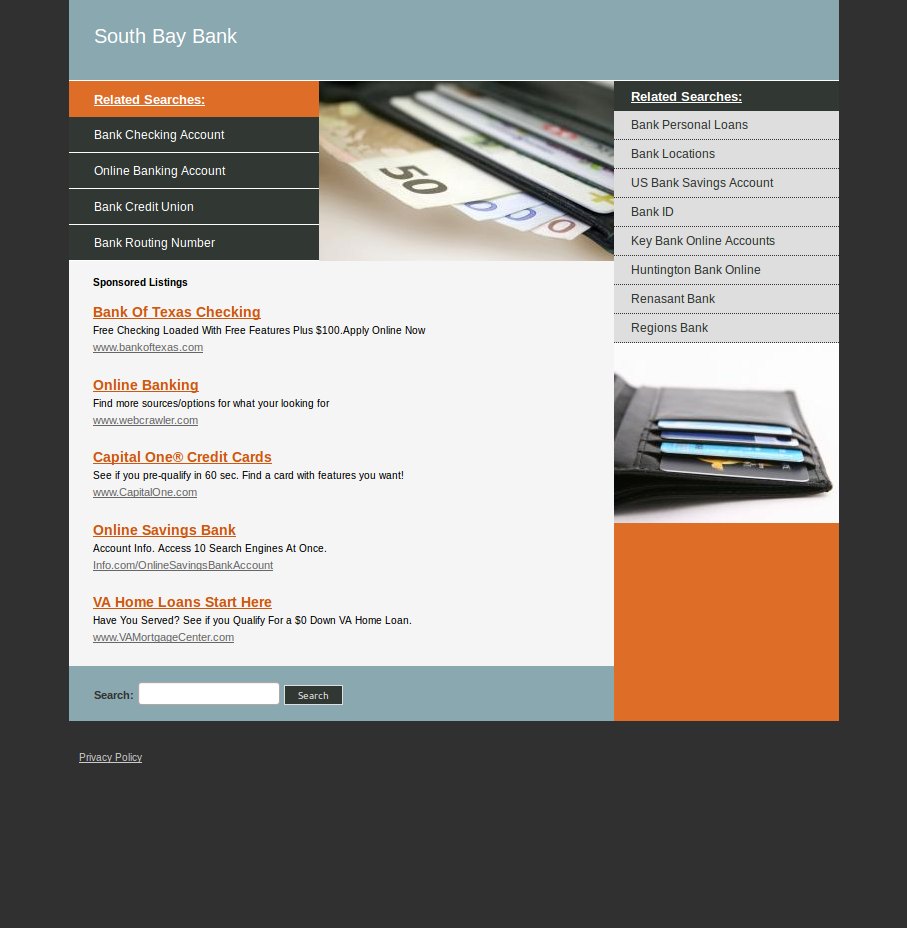 South Bay Bank
Related Searches:
Bank Checking Account
Online Banking Account
Bank Credit Union
Bank Routing Number
50
Related Searches:
Bank Personal Loans
Bank Locations
US Bank Savings Account
Bank ID
Key Bank Online Accounts
Huntington Bank Online
Renasant Bank
Regions Bank
Sponsored Listings
Bank Of Texas Checking
Free Checking Loaded With Free Features Plus $100.Apply Online Now
www.bankoftexas.com
Online Banking
Find more sources/options for what your looking for
www.webcrawler.com
Capital One® Credit Cards
See if you pre-qualify in 60 sec. Find a card with features you want!
www.CapitalOne.com
Online Savings Bank
Account Info. Access 10 Search Engines At Once.
Info.com/OnlineSavingsBankAccount
VA Home Loans Start Here
Have You Served? See if you Qualify For a $0 Down VA Home Loan.
www.VAMortgageCenter.com
Search: Search
Privacy Policy